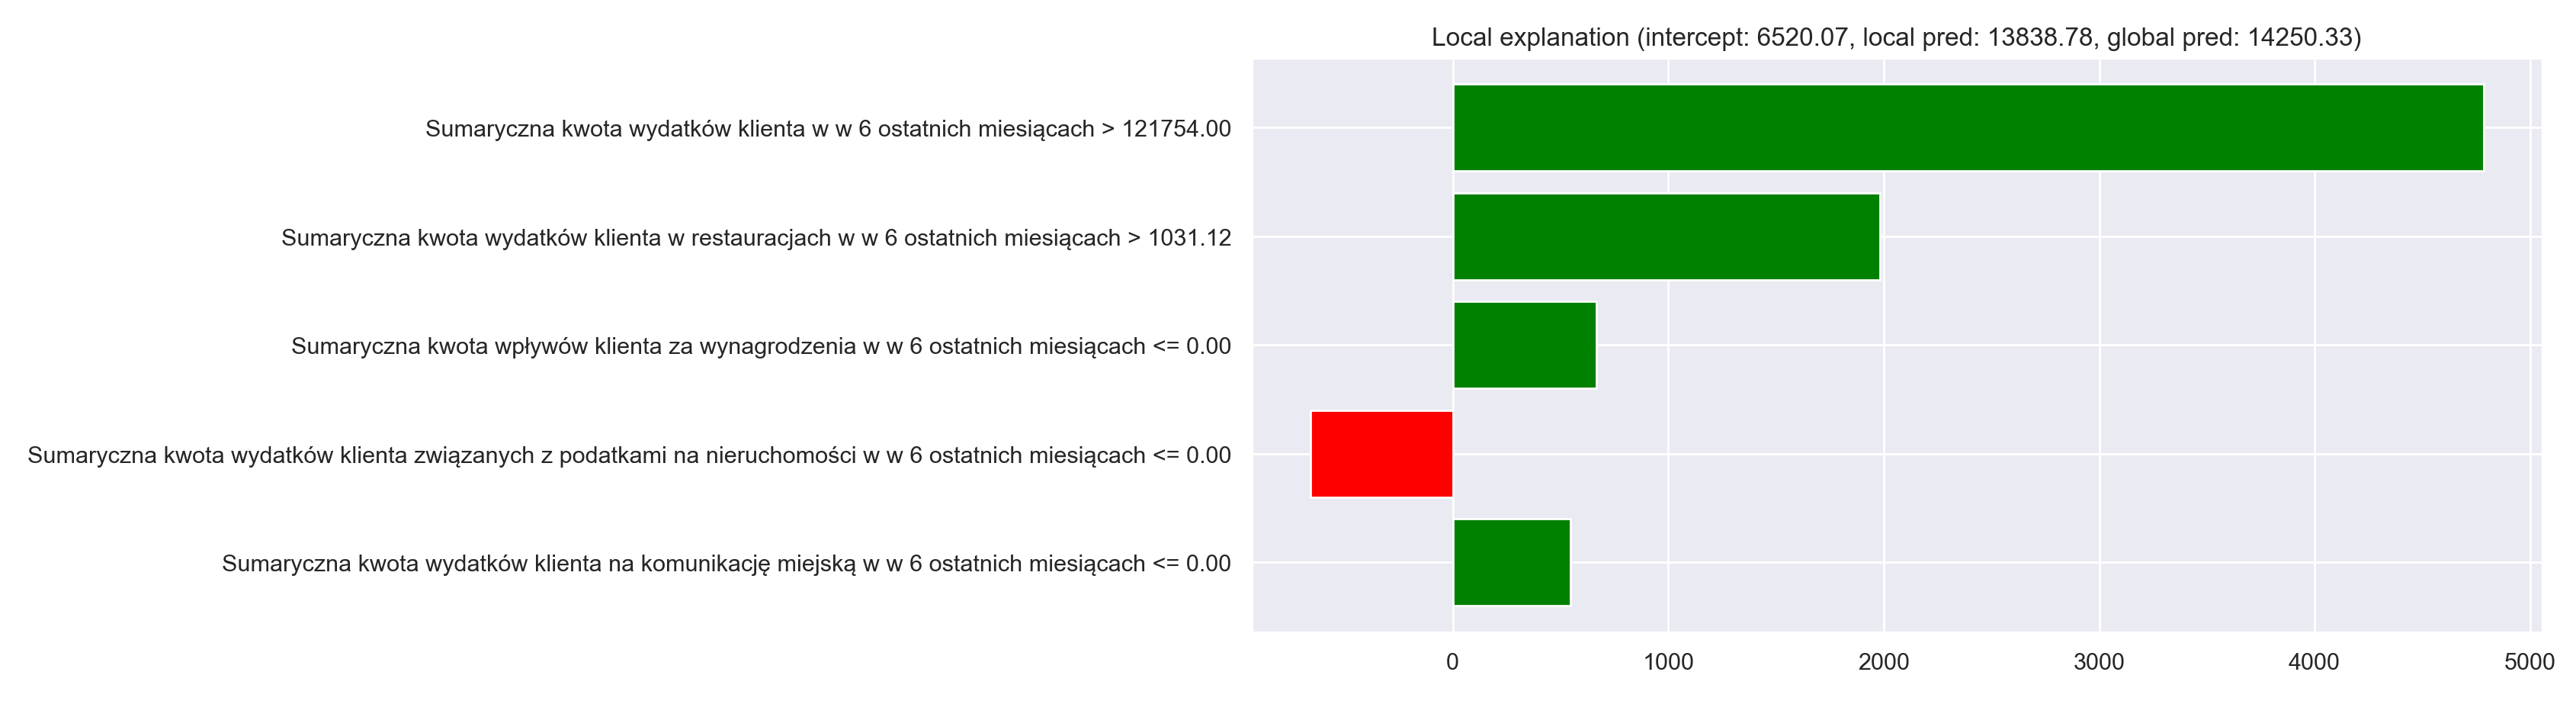 Local explanation (intercept: 6520.07, local pred: 13838.78, global pred: 14250.33)
Sumaryczna kwota wydatków klienta w w 6 ostatnich miesiącach > 121754.00
Sumaryczna kwota wydatków klienta w restauracjach w w 6 ostatnich miesiącach > 1031.12
Sumaryczna kwota wpływów klienta za wynagrodzenia w w 6 ostatnich miesiącach <= 0.00
Sumaryczna kwota wydatków klienta związanych z podatkami na nieruchomości w w 6 ostatnich miesiącach <= 0.00
Sumaryczna kwota wydatków klienta na komunikację miejską w w 6 ostatnich miesiącach <= 0.00
0 1000 2000 3000 4000 5000